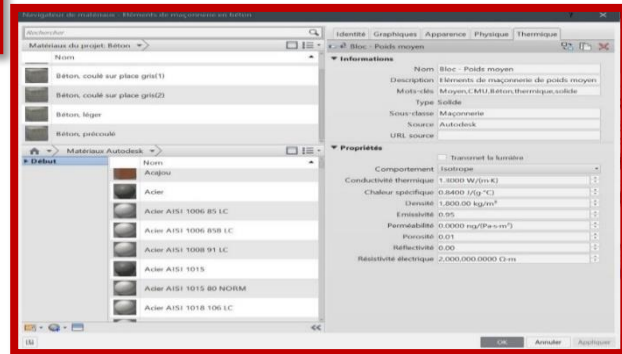 Navigateur de matériaux - Eléments de maçonnerie en béton
?
Rechercher
Matériaux du projet: Béton
Nom
Béton, coulé sur place gris(1)
Béton, coulé sur place gris(2)
Béton, léger
Béton, précoulé
Matériaux Autodesk
Début
Nom
Acajou
Acier
Acier AISI 1006 85 LC
Acier AISI 1006 85B LC
Acier AISI 1008 91 LC
Acier AISI 1015
Acier AISI 1015 80 NORM
Acier AISI 1018 106 LC
Identité Graphiques Apparence Physique Thermique
Bloc - Poids moyen
Informations
Nom Bloc - Poids moyen
Description Eléments de maçonnerie de poids moyen
Mots-clés Moyen,CMU,Béton,thermique,solide
Type Solide
Sous-classe Maçonnerie
Source Autodesk
URL source
Propriétés
Transmet la lumière
Comportement Isotrope
Conductivité thermique 1.3000 W/(m·K)
Chaleur spécifique 0.8400 J/(g·°C)
Densité 1,800.00 kg/m³
Emissivité 0.95
Perméabilité 0.0000 ng/(Pa·s·m²)
Porosité 0.01
Réflectivité 0.00
Résistivité électrique 2,000,000.0000 Ω·m
OK Annuler Appliquer